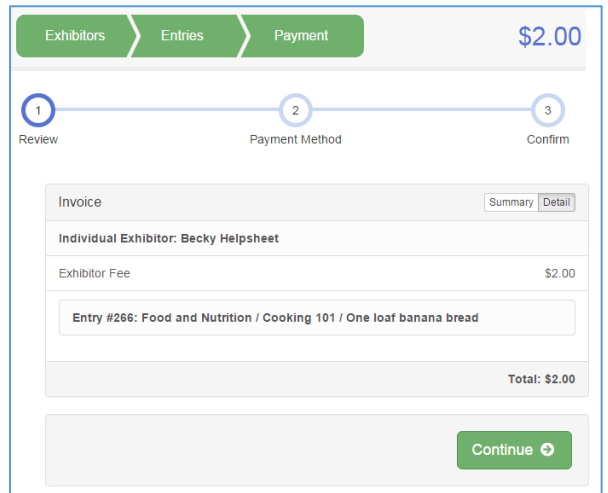 Exhibitors Entries Payment $2.00
1 2 3
Review Payment Method Confirm
Invoice Summary Detail
Individual Exhibitor: Becky Helpsheet
Exhibitor Fee $2.00
Entry #266: Food and Nutrition / Cooking 101 / One loaf banana bread
Total: $2.00
Continue